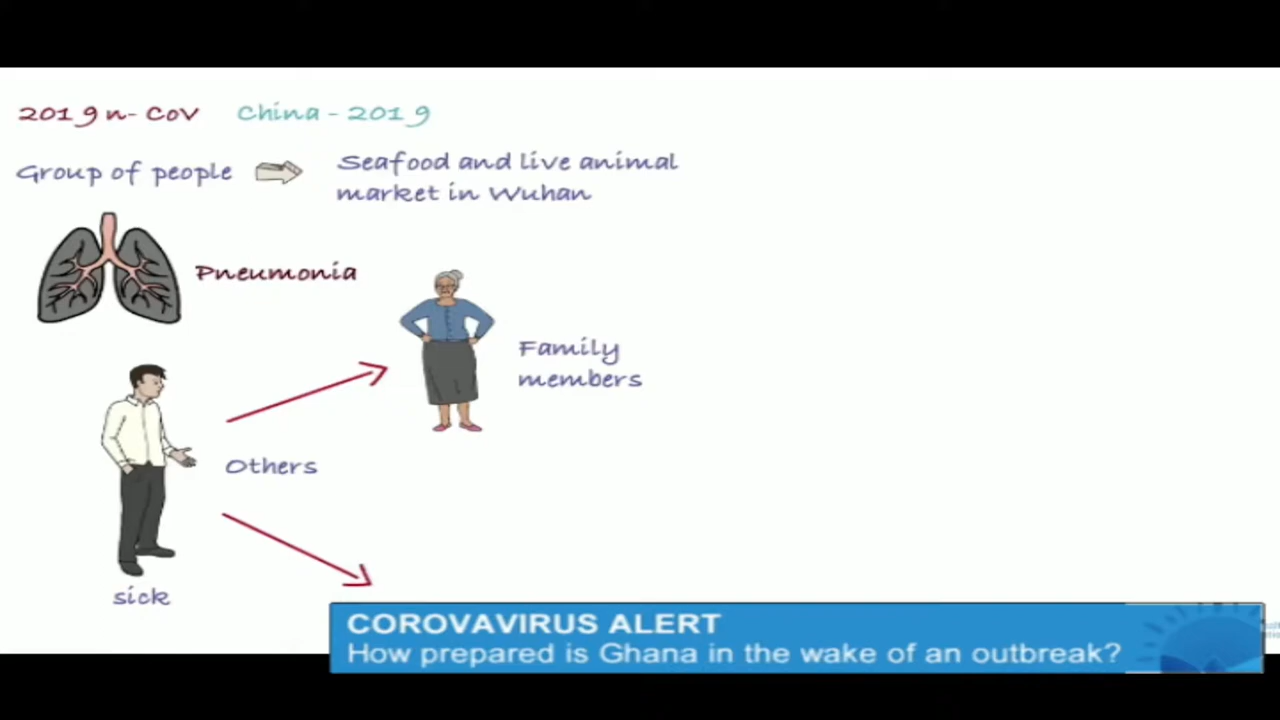 2019 n-CoV China - 2019
Group of people
Seafood and live animal
market in Wuhan
Pneumonia
Family
members
Others
sick
COROVAVIRUS ALERT
How prepared is Ghana in the wake of an outbreak?